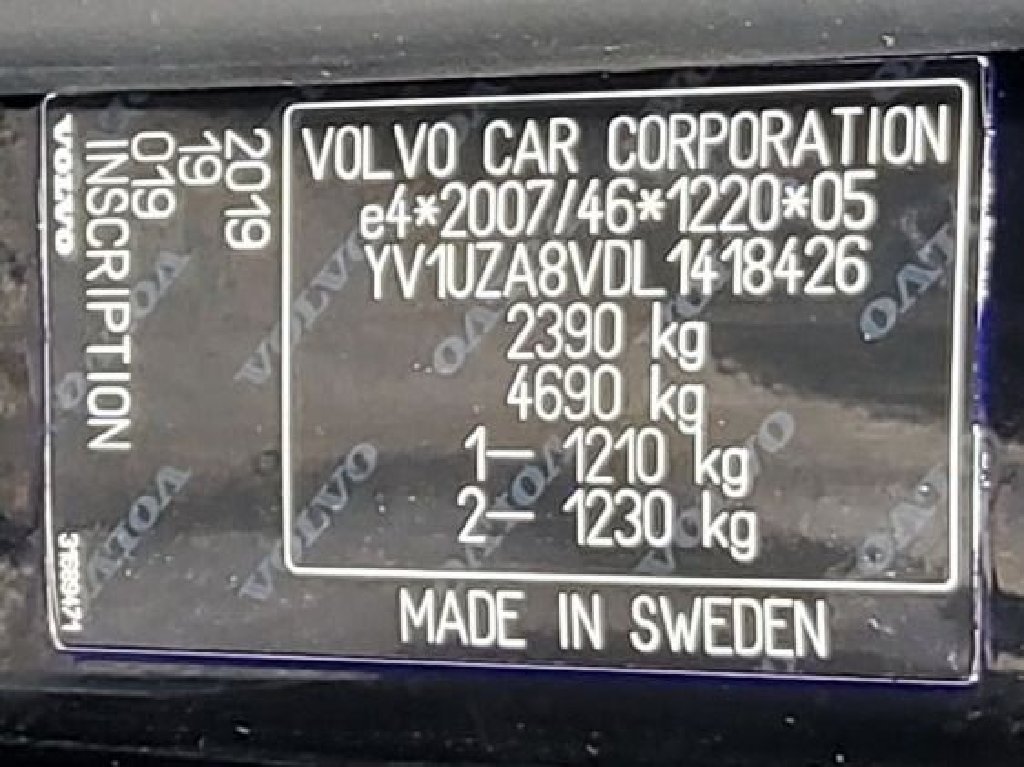 VOLVO
INSCRIPTION
019
19
2019
VOLVO CAR CORPORATION
e4*2007/46*1220*05
YV1UZA8VDL1418426
2390 kg
4690 kg
1– 1210 kg
2– 1230 kg
MADE IN SWEDEN